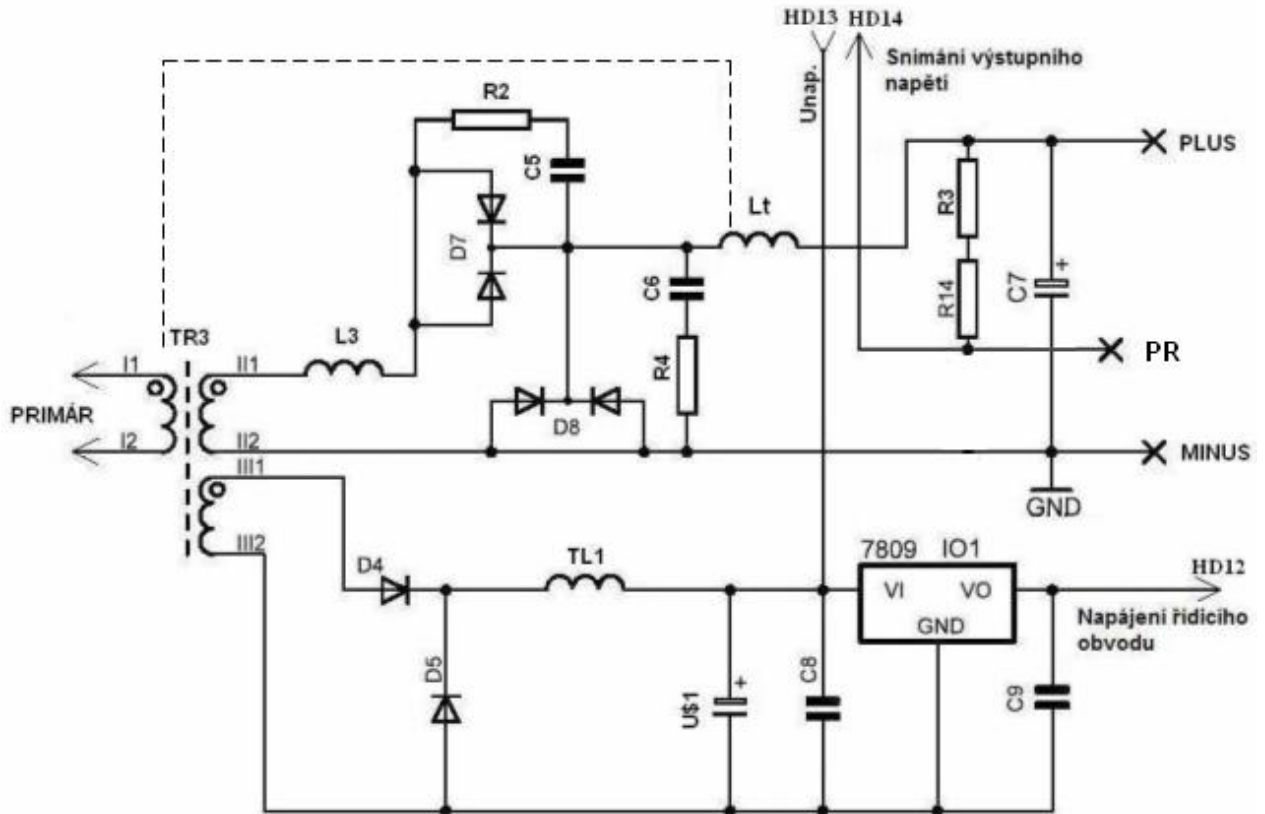 HD13 HD14
Snímání výstupního
napětí
Unap.
R2
C5
D7
Lt
C6
R4
R3
R14
C7
+
PLUS
PR
MINUS
GND
TR3
L3
I1
II1
PRIMÁR
I2
II2
D8
III1
III2
D4
TL1
D5
U$1
+
C8
7809 IO1
VI VO
GND
HD12
Napájení řídicího
obvodu
C9